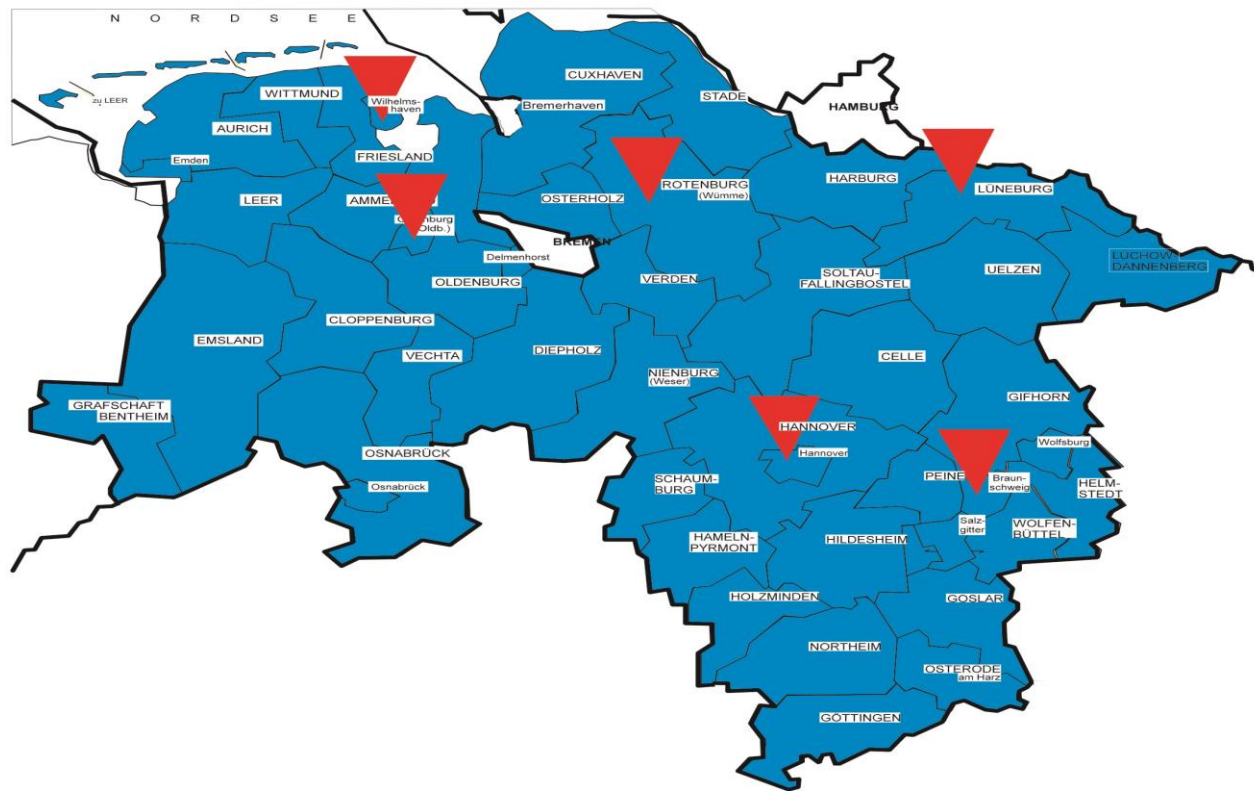 NORDSEE
CUXHAVEN
WITTMUND
STADE
zu LEER
Wilhelms-
haven
Bremerhaven
HAMBURG
AURICH
Emden
FRIESLAND
HARBURG
LÜNEBURG
ROTENBURG
(Wümme)
OSTERHOLZ
LEER
Oldb.)
BREMEN
Delmenhorst
LÜCHOW-
DANNENBERG
UELZEN
SOLTAU-
FALLINGBOSTEL
VERDEN
OLDENBURG
CLOPPENBURG
EMSLAND
DIEPHOLZ
VECHTA
CELLE
NIENBURG
(Weser)
GIFHORN
GRAFSCHAFT
BENTHEIM
HANNOVER
Hannover
Wolfsburg
OSNABRÜCK
PEINE
Braun-
schweig
HELM-
STEDT
SCHAUM-
BURG
Osnabrück
Salz-
gitter
WOLFEN-
BÜTTEL
HAMELN-
PYRMONT
HILDESHEIM
HOLZMINDEN
GOSLAR
NORTHEIM
OSTERODE
am Harz
GÖTTINGEN